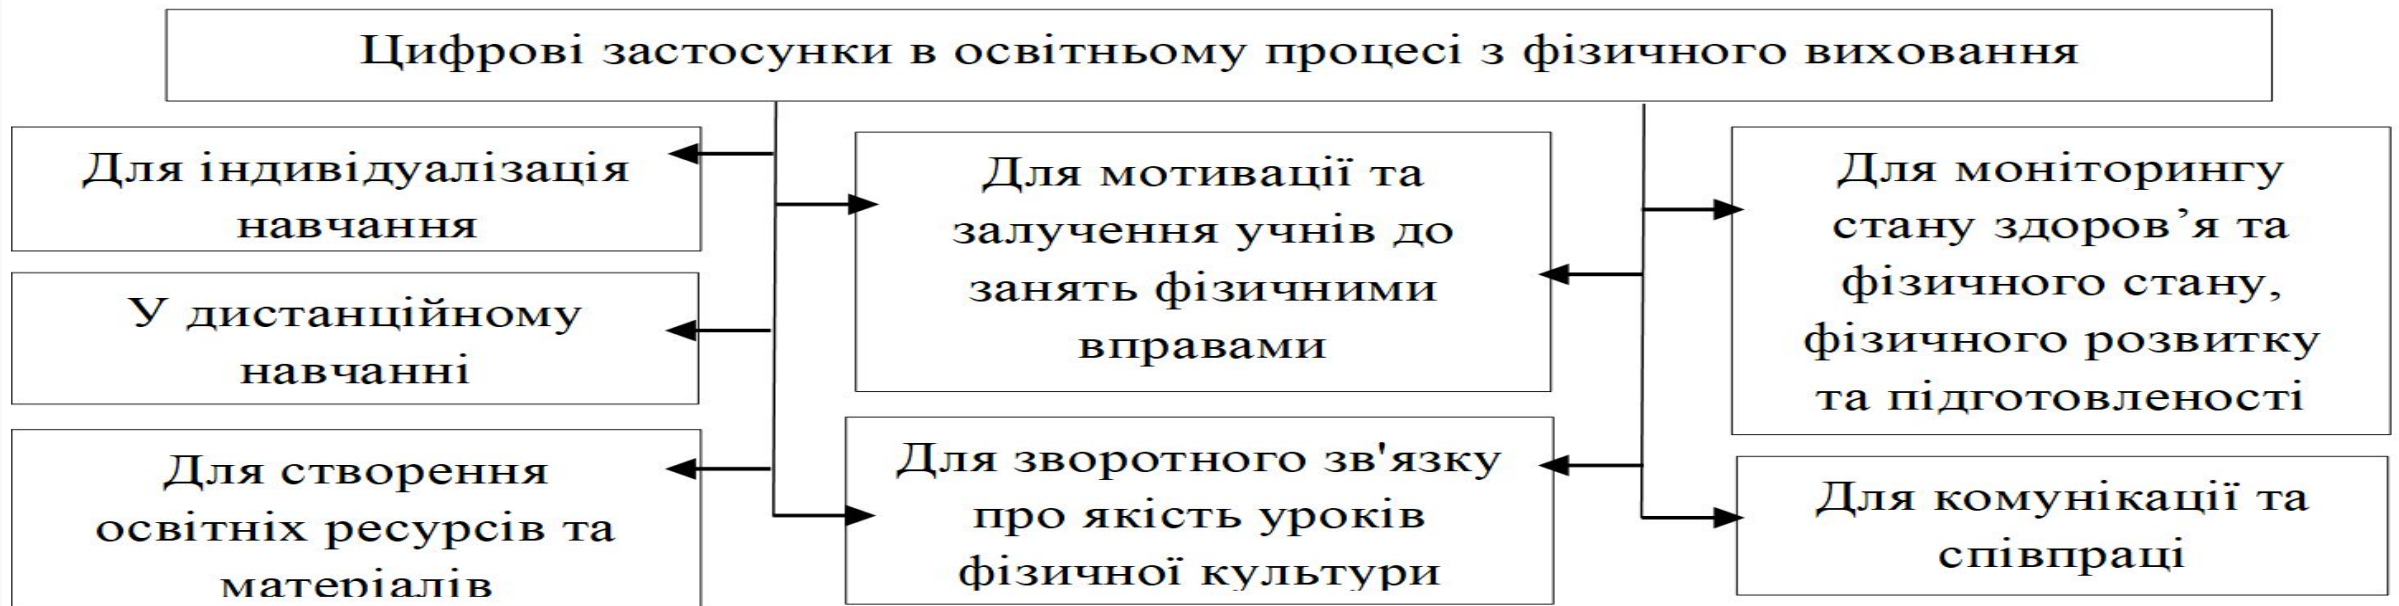 Цифрові застосунки в освітньому процесі з фізичного виховання
Для індивідуалізація
навчання
У дистанційному
навчанні
Для створення
освітніх ресурсів та
матеріалів
Для мотивації та
залучення учнів до
занять фізичними
вправами
Для зворотного зв'язку
про якість уроків
фізичної культури
Для моніторингу
стану здоров’я та
фізичного стану,
фізичного розвитку
та підготовленості
Для комунікації та
співпраці